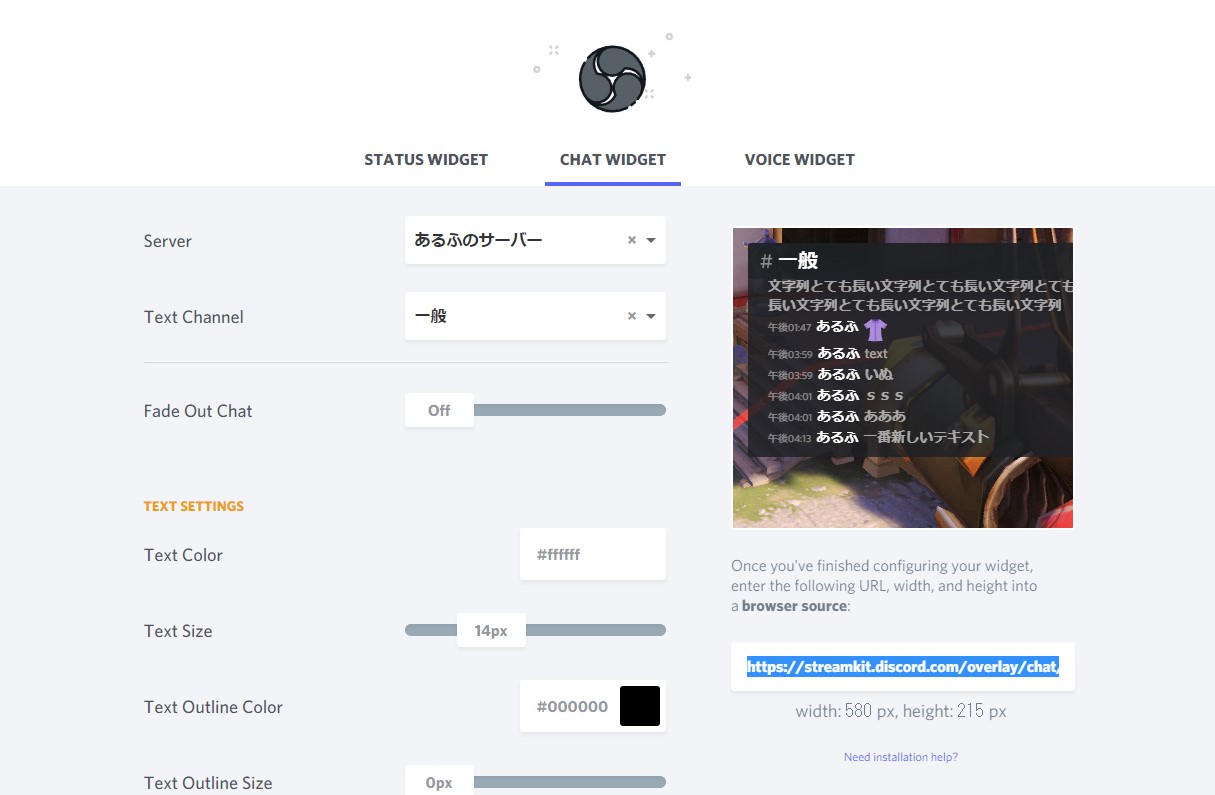 STATUS WIDGET CHAT WIDGET VOICE WIDGET
Server
あるふのサーバー ×
Text Channel
一般 ×
Fade Out Chat
Off
TEXT SETTINGS
Text Color
#ffffff
Text Size
14px
Text Outline Color
#000000
Text Outline Size
0px
# 一般
文字列とても長い文字列とても長い文字列とても
長い文字列とても長い文字列とても長い文字列
午後01:47 あるふ
午後03:59 あるふ text
午後03:59 あるふ いぬ
午後04:01 あるふ ｓｓｓ
午後04:01 あるふ あああ
午後04:13 あるふ 一番新しいテキスト
Once you've finished configuring your widget,
enter the following URL, width, and height into
a browser source:
https://streamkit.discord.com/overlay/chat/
width: 580 px, height: 215 px
Need installation help?